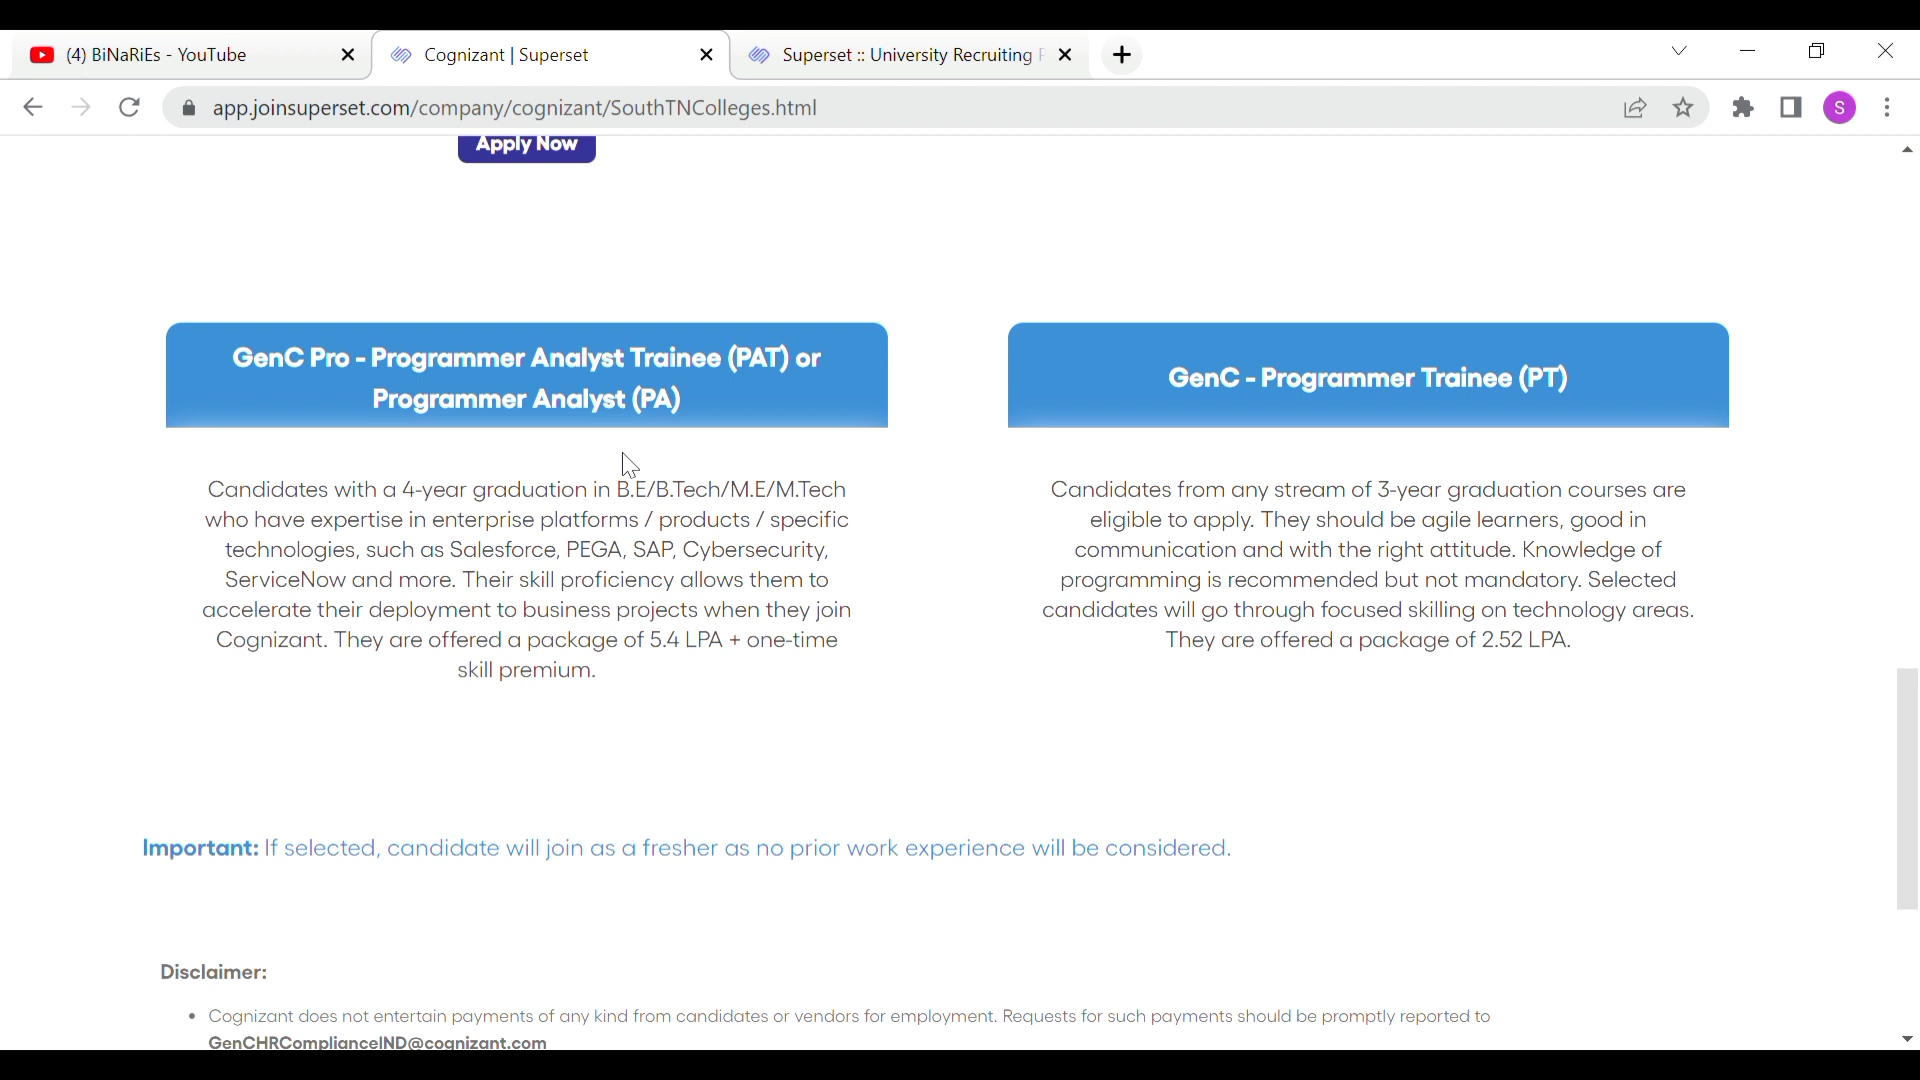 (4) BiNaRiEs - YouTube
Cognizant | Superset
Superset :: University Recruiting
app.joinsuperset.com/company/cognizant/SouthTNColleges.html
S
Apply Now
GenC Pro - Programmer Analyst Trainee (PAT) or
Programmer Analyst (PA)
Candidates with a 4-year graduation in B.E/B.Tech/M.E/M.Tech
who have expertise in enterprise platforms / products / specific
technologies, such as Salesforce, PEGA, SAP, Cybersecurity,
ServiceNow and more. Their skill proficiency allows them to
accelerate their deployment to business projects when they join
Cognizant. They are offered a package of 5.4 LPA + one-time
skill premium.
GenC - Programmer Trainee (PT)
Candidates from any stream of 3-year graduation courses are
eligible to apply. They should be agile learners, good in
communication and with the right attitude. Knowledge of
programming is recommended but not mandatory. Selected
candidates will go through focused skilling on technology areas.
They are offered a package of 2.52 LPA.
Important: If selected, candidate will join as a fresher as no prior work experience will be considered.
Disclaimer:
• Cognizant does not entertain payments of any kind from candidates or vendors for employment. Requests for such payments should be promptly reported to
GenCHRComplianceIND@cognizant.com